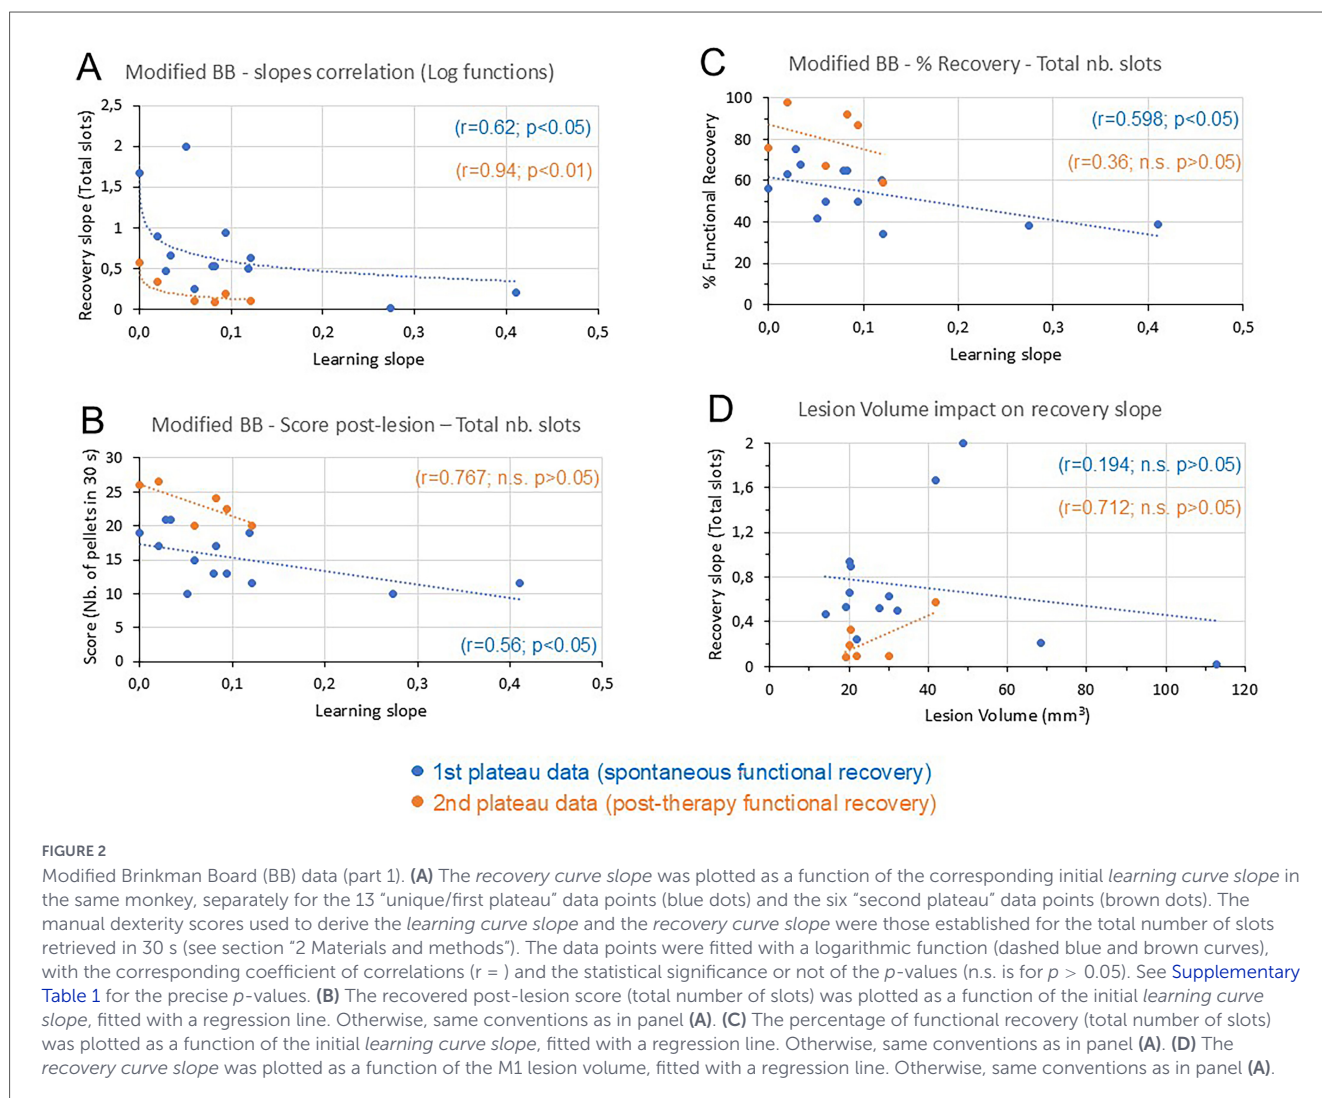 A
Modified BB - slopes correlation (Log functions)
Recovery slope (Total slots)
2,5
2
1,5
1
0,5
0
(r=0.62; p<0.05)
(r=0.94; p<0.01)
0,0 0,1 0,2 0,3 0,4 0,5
Learning slope
C
Modified BB - % Recovery - Total nb. slots
% Functional Recovery
100
80
60
40
20
0
(r=0.598; p<0.05)
(r=0.36; n.s. p>0.05)
0,0 0,1 0,2 0,3 0,4 0,5
Learning slope
B
Modified BB - Score post-lesion – Total nb. slots
Score (Nb. of pellets in 30 s)
30
25
20
15
10
5
0
(r=0.767; n.s. p>0.05)
(r=0.56; p<0.05)
0,0 0,1 0,2 0,3 0,4 0,5
Learning slope
D
Lesion Volume impact on recovery slope
Recovery slope (Total slots)
2
1,6
1,2
0,8
0,4
0
(r=0.194; n.s. p>0.05)
(r=0.712; n.s. p>0.05)
0 20 40 60 80 100 120
Lesion Volume (mm³)
1st plateau data (spontaneous functional recovery)
2nd plateau data (post-therapy functional recovery)
FIGURE 2
Modified Brinkman Board (BB) data (part 1). (A) The recovery curve slope was plotted as a function of the corresponding initial learning curve slope in
the same monkey, separately for the 13 “unique/first plateau” data points (blue dots) and the six “second plateau” data points (brown dots). The
manual dexterity scores used to derive the learning curve slope and the recovery curve slope were those established for the total number of slots
retrieved in 30 s (see section “2 Materials and methods”). The data points were fitted with a logarithmic function (dashed blue and brown curves),
with the corresponding coefficient of correlations (r = ) and the statistical significance or not of the p-values (n.s. is for p > 0.05). See Supplementary
Table 1 for the precise p-values. (B) The recovered post-lesion score (total number of slots) was plotted as a function of the initial learning curve
slope, fitted with a regression line. Otherwise, same conventions as in panel (A). (C) The percentage of functional recovery (total number of slots)
was plotted as a function of the initial learning curve slope, fitted with a regression line. Otherwise, same conventions as in panel (A). (D) The
recovery curve slope was plotted as a function of the M1 lesion volume, fitted with a regression line. Otherwise, same conventions as in panel (A).